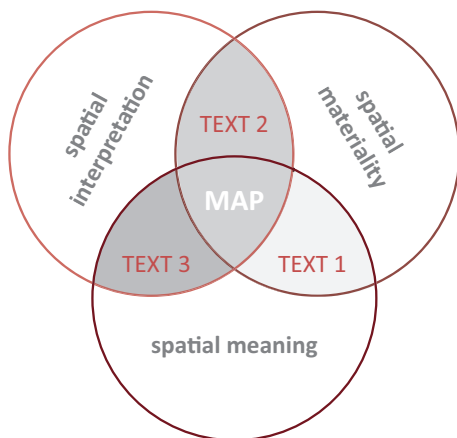 spatial
interpretation
spatial
materiality
TEXT 2
MAP
TEXT 3
TEXT 1
spatial meaning